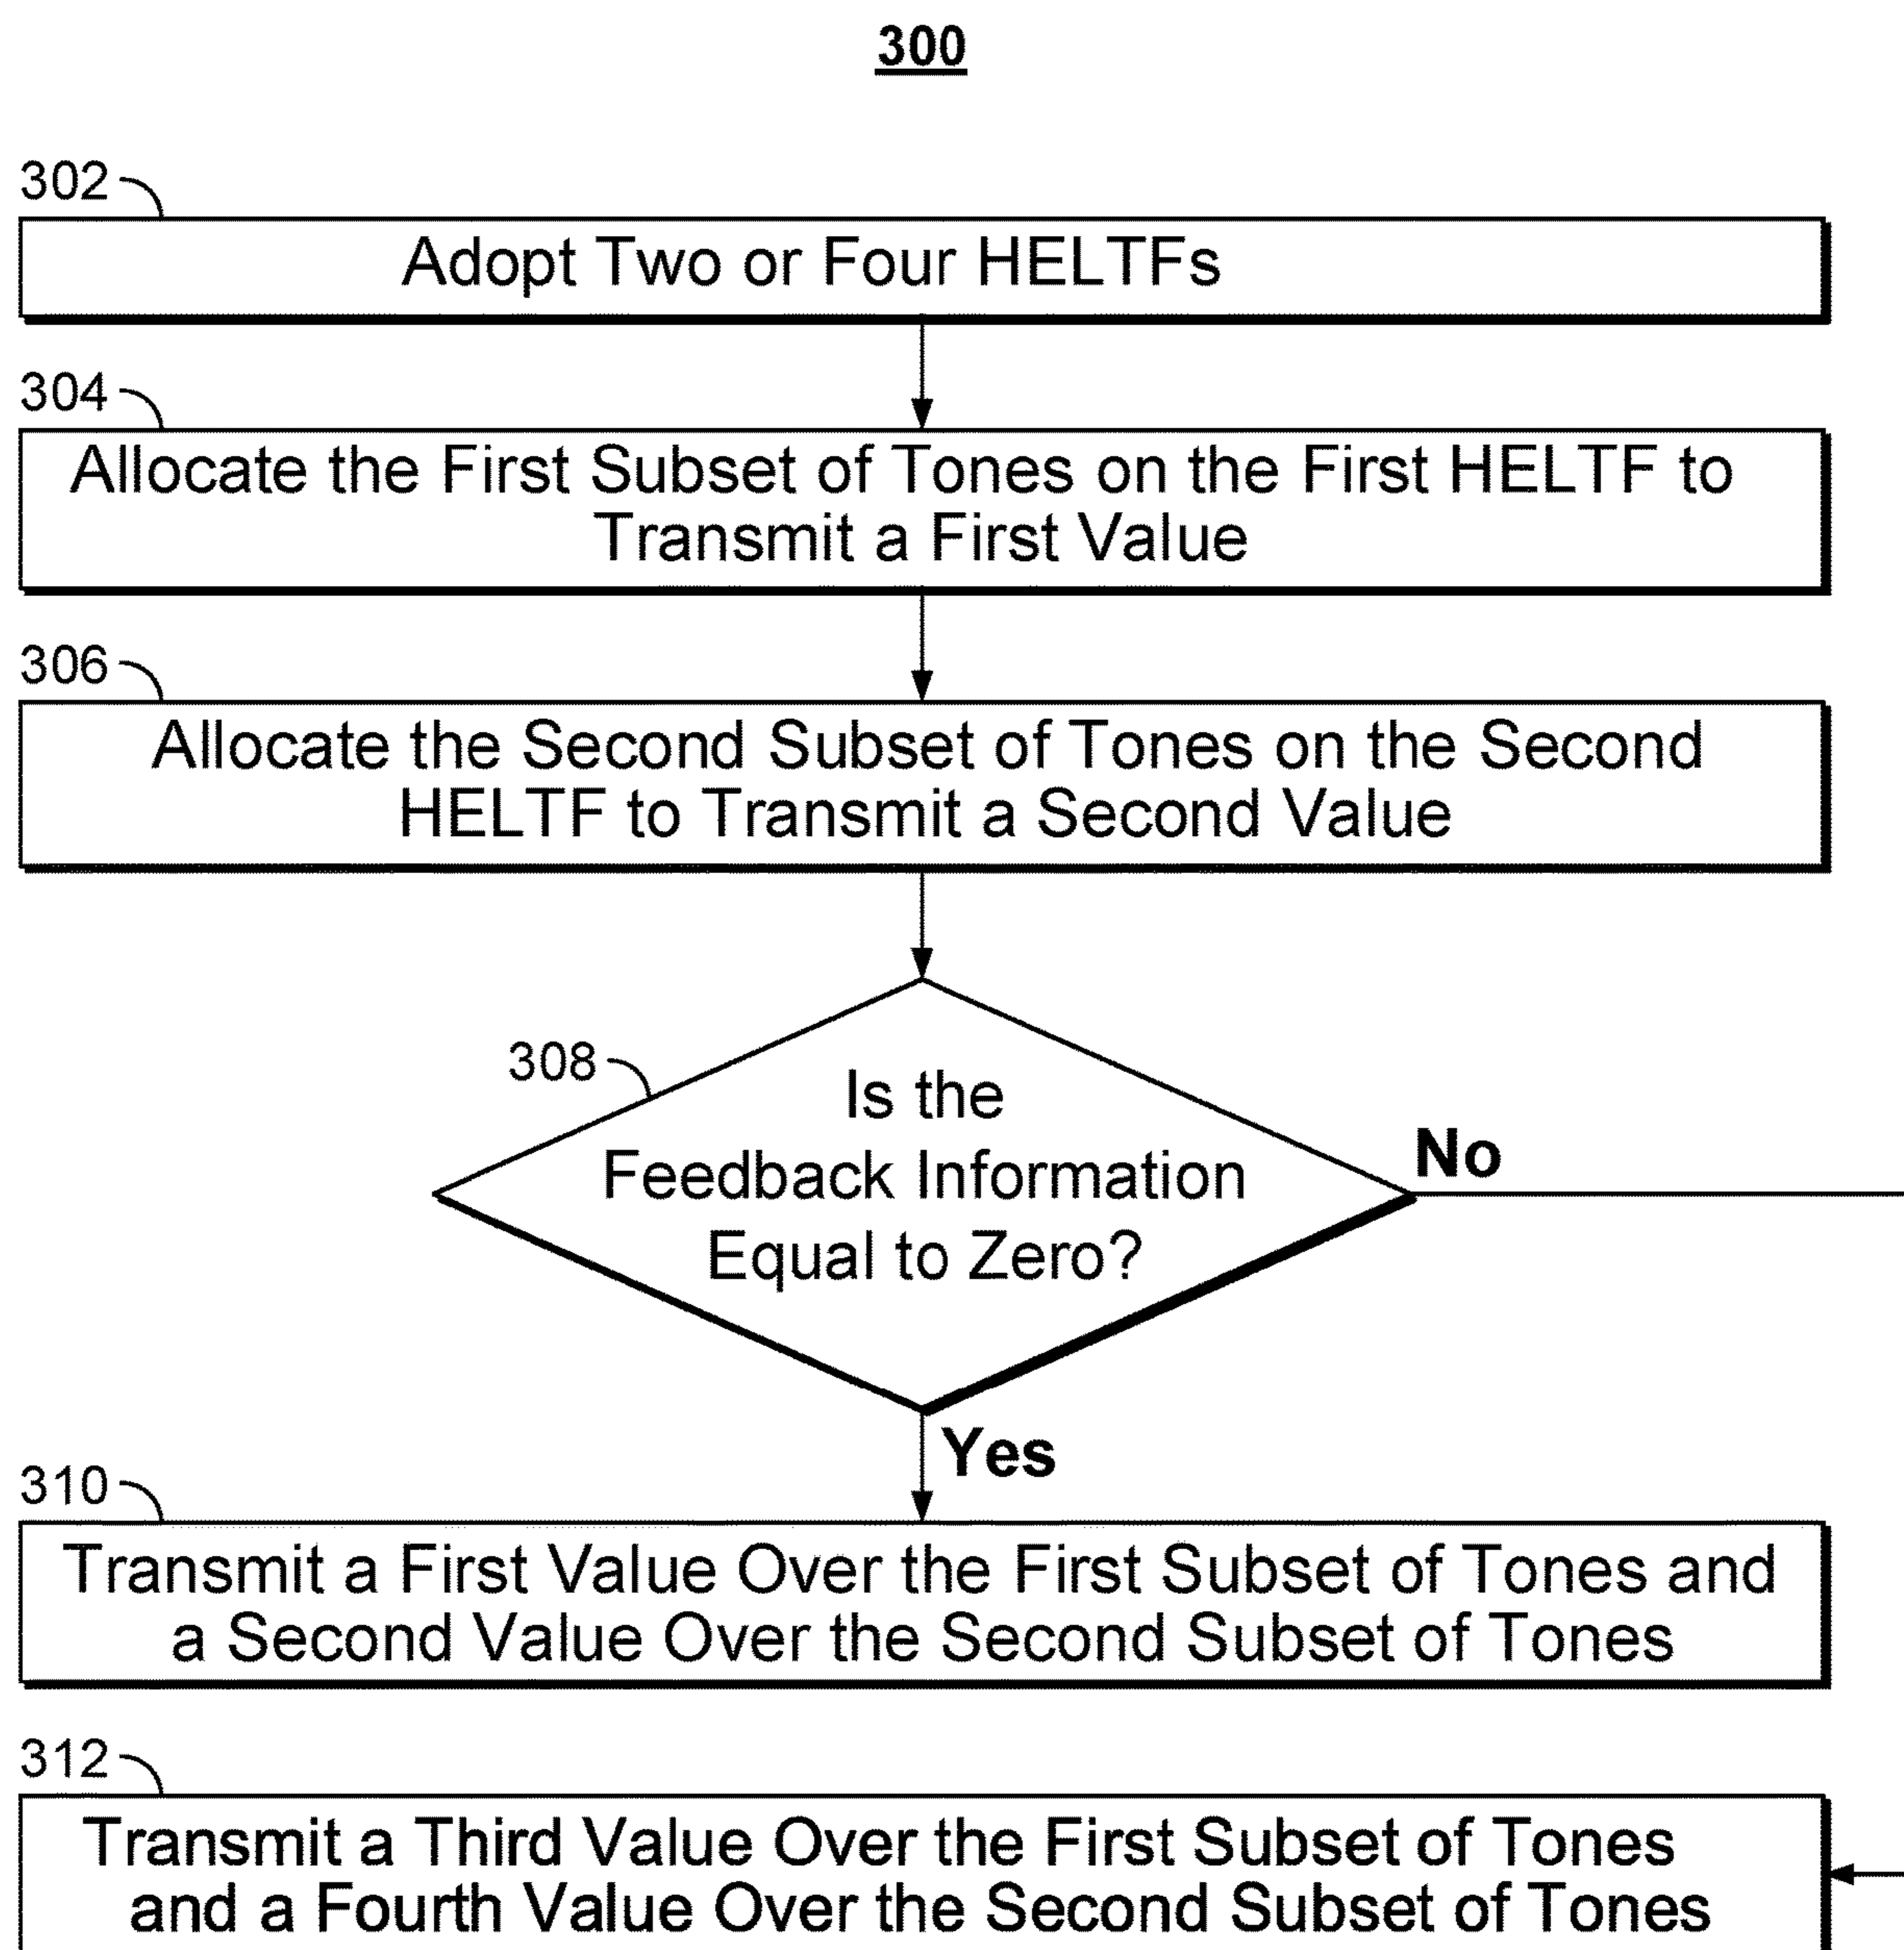 300
302
Adopt Two or Four HELTFs
304
Allocate the First Subset of Tones on the First HELTF to
Transmit a First Value
306
Allocate the Second Subset of Tones on the Second
HELTF to Transmit a Second Value
308
Is the
Feedback Information
Equal to Zero?
No
Yes
310
Transmit a First Value Over the First Subset of Tones and
a Second Value Over the Second Subset of Tones
312
Transmit a Third Value Over the First Subset of Tones
and a Fourth Value Over the Second Subset of Tones